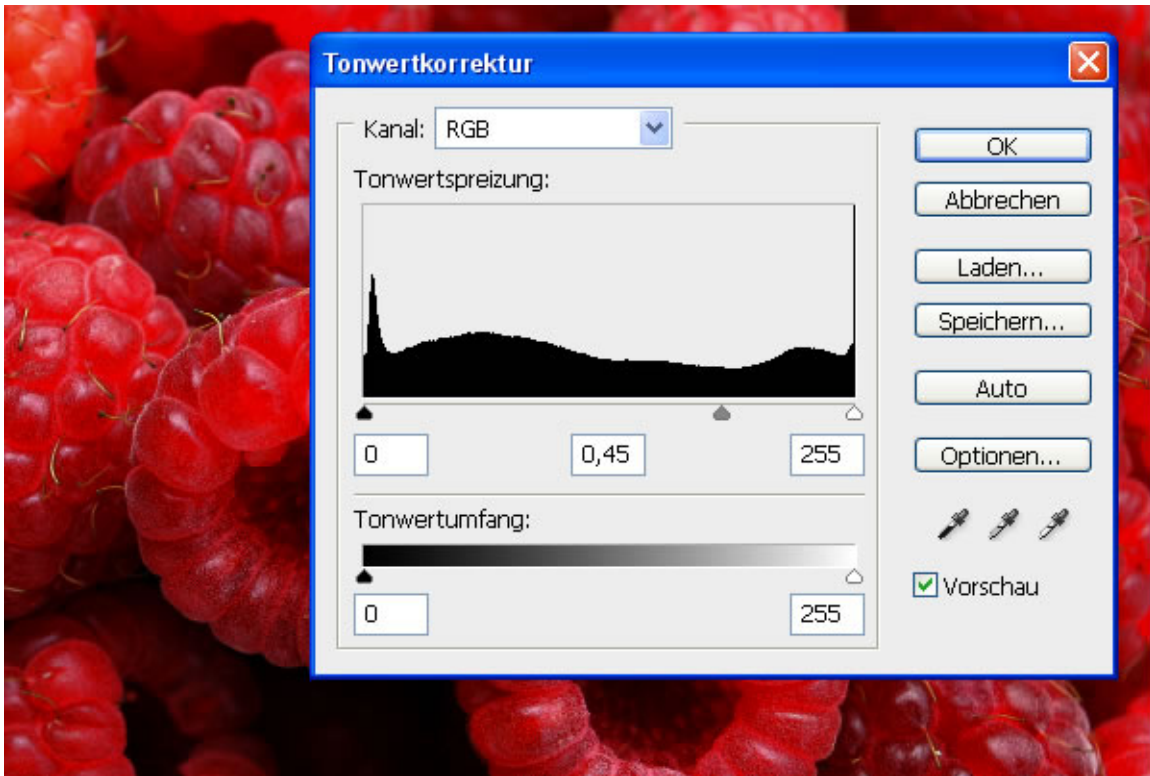 Tonwertkorrektur
Kanal: RGB
Tonwertspreizung:
0 0,45 255
Tonwertumfang:
0 255
OK
Abbrechen
Laden...
Speichern...
Auto
Optionen...
Vorschau